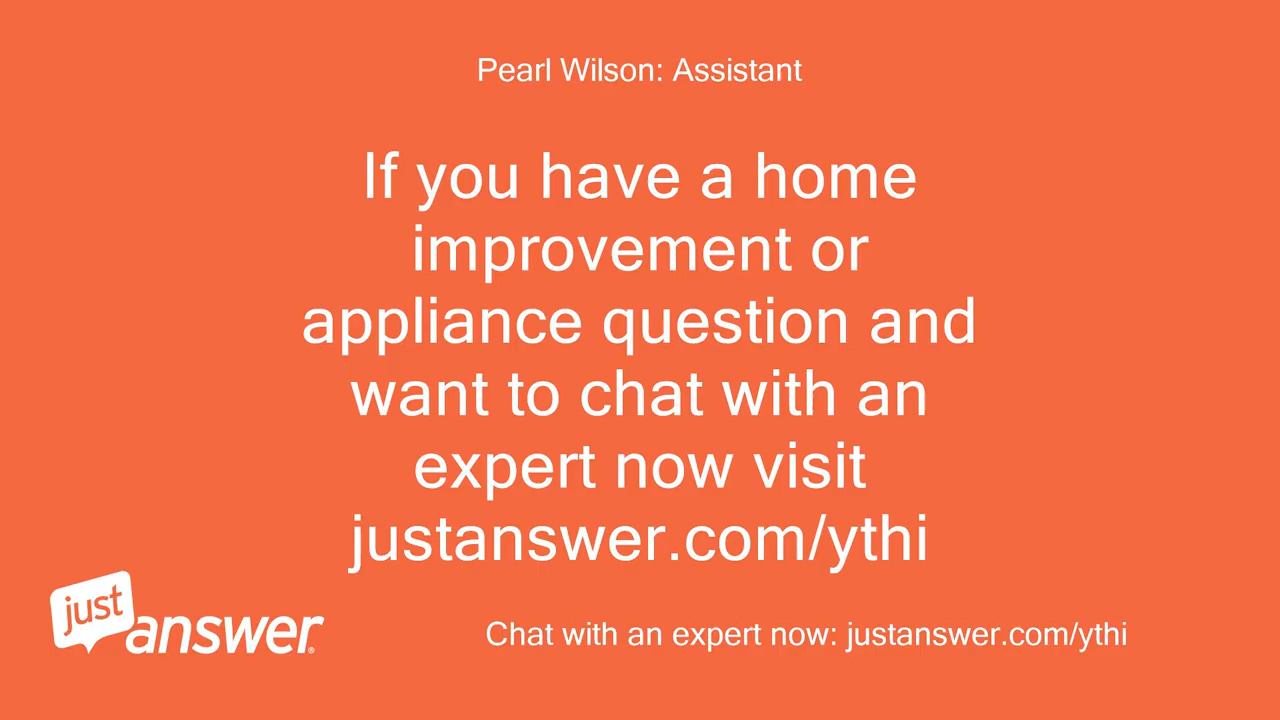 Pearl Wilson: Assistant
If you have a home
improvement or
appliance question and
want to chat with an
expert now visit
justanswer.com/ythi
just
answer®
Chat with an expert now: justanswer.com/ythi